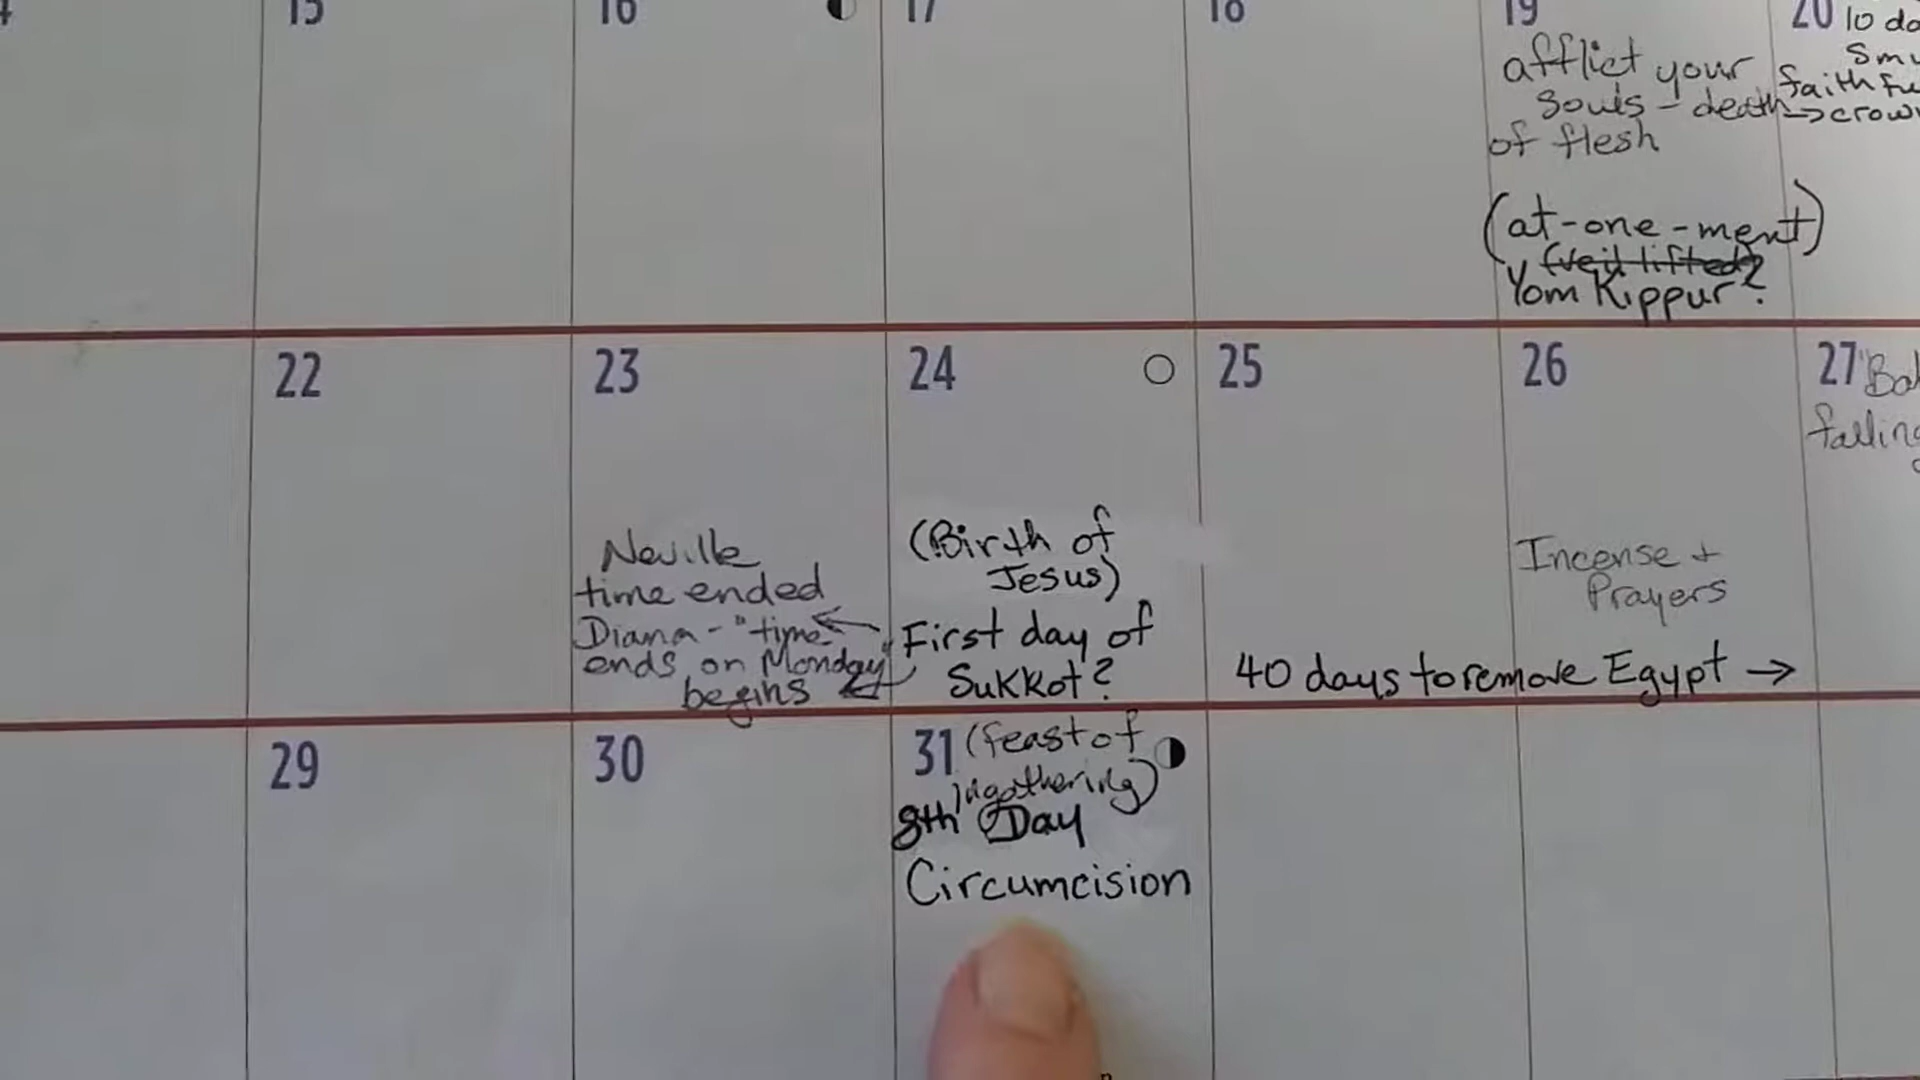 15
16
17
18
19
20
10
afflict your
souls - death → crow
of flesh
(at-one-ment)
(veil lifted)
Yom Kippur?
faith
22
23
Neville
time ended
Diana - "time
ends on Monday"
begins
24
(Birth of
Jesus)
First day of
Sukkot?
25
40 days to remove Egypt →
26
Incense +
Prayers
27
falling
29
30
31 (feast of
ingathering)
8th Day
Circumcision